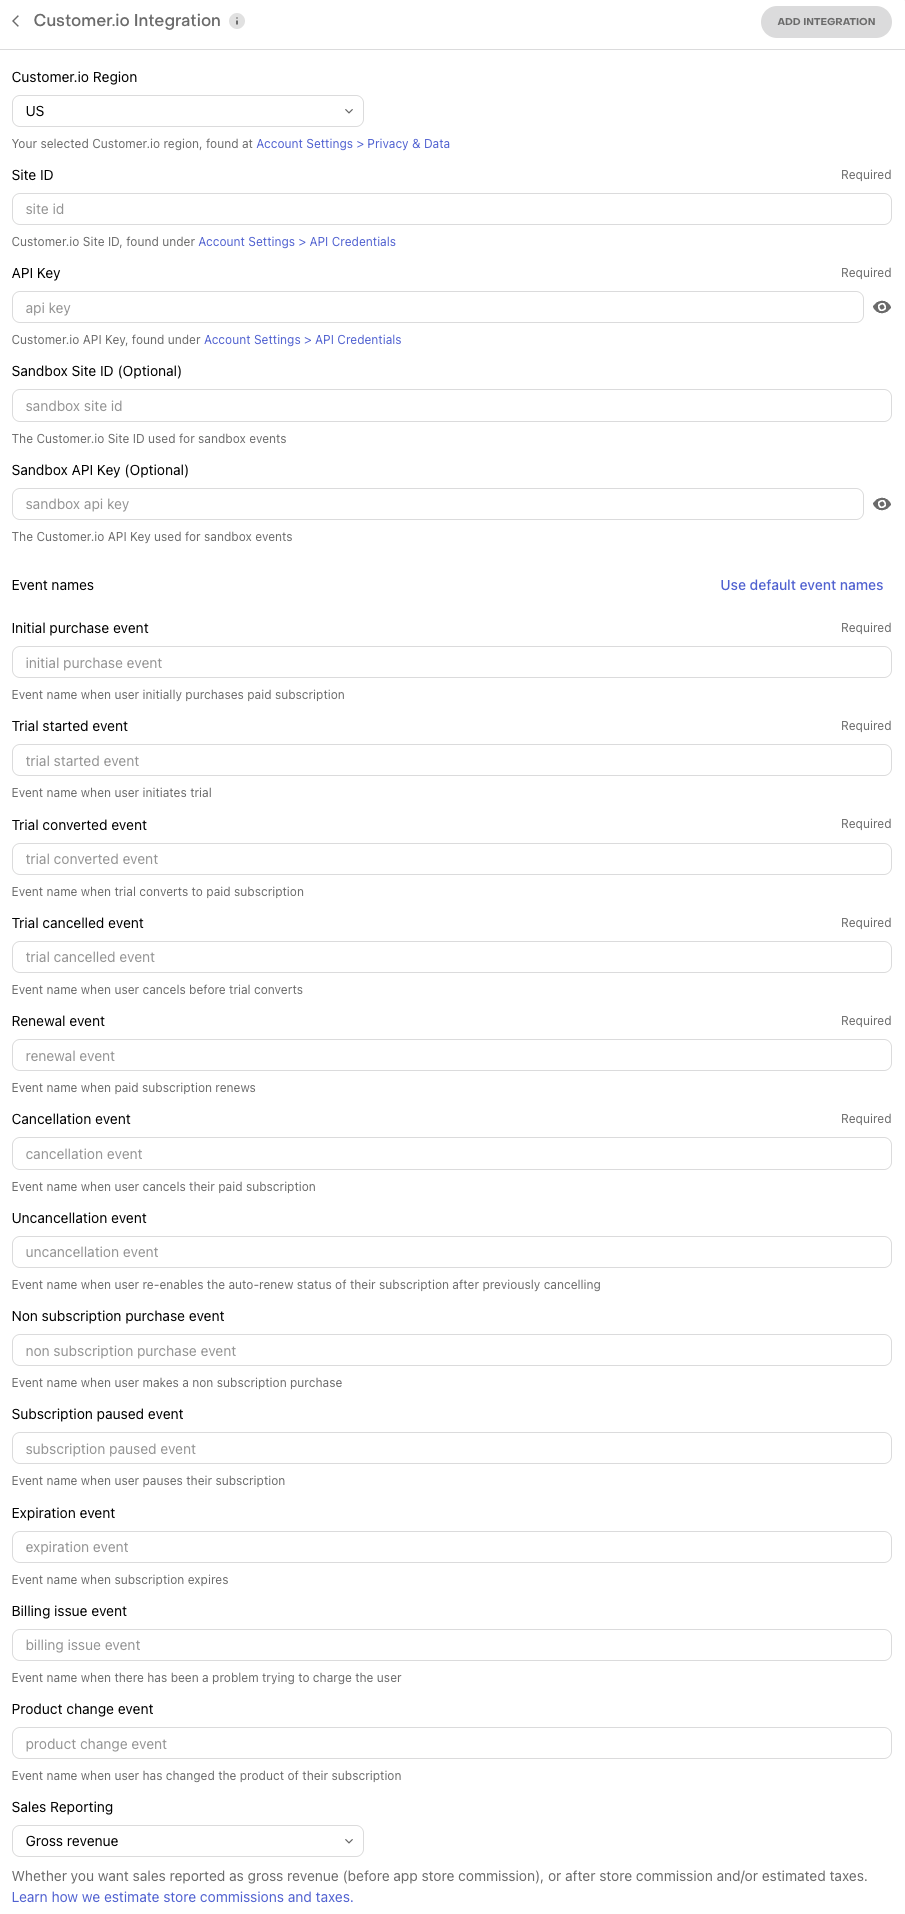 Customer.io Integration
ADD INTEGRATION
Customer.io Region
US
Your selected Customer.io region, found at Account Settings > Privacy & Data
Site ID Required
site id
Customer.io Site ID, found under Account Settings > API Credentials
API Key Required
api key
Customer.io API Key, found under Account Settings > API Credentials
Sandbox Site ID (Optional)
sandbox site id
The Customer.io Site ID used for sandbox events
Sandbox API Key (Optional)
sandbox api key
The Customer.io API Key used for sandbox events
Event names Use default event names
Initial purchase event Required
initial purchase event
Event name when user initially purchases paid subscription
Trial started event Required
trial started event
Event name when user initiates trial
Trial converted event Required
trial converted event
Event name when trial converts to paid subscription
Trial cancelled event Required
trial cancelled event
Event name when user cancels before trial converts
Renewal event Required
renewal event
Event name when paid subscription renews
Cancellation event Required
cancellation event
Event name when user cancels their paid subscription
Uncancellation event
uncancellation event
Event name when user re-enables the auto-renew status of their subscription after previously cancelling
Non subscription purchase event
non subscription purchase event
Event name when user makes a non subscription purchase
Subscription paused event
subscription paused event
Event name when user pauses their subscription
Expiration event
expiration event
Event name when subscription expires
Billing issue event
billing issue event
Event name when there has been a problem trying to charge the user
Product change event
product change event
Event name when user has changed the product of their subscription
Sales Reporting
Gross revenue
Whether you want sales reported as gross revenue (before app store commission), or after store commission and/or estimated taxes.
Learn how we estimate store commissions and taxes.